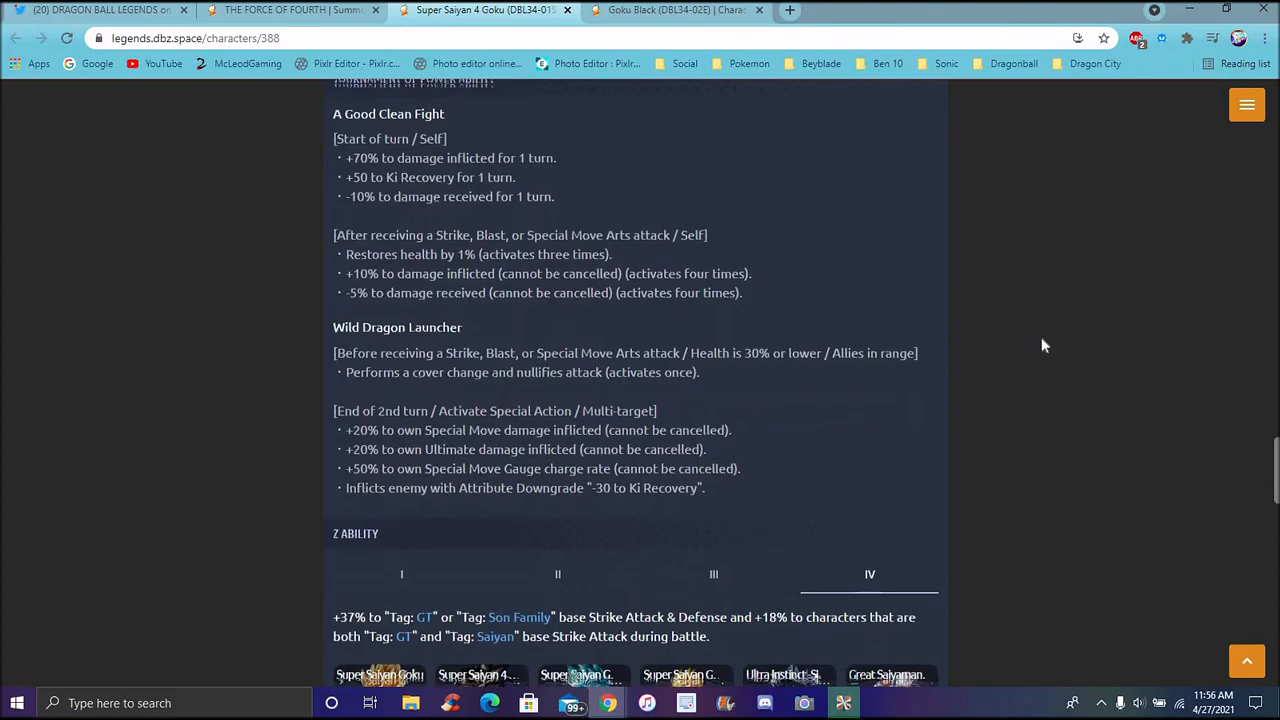 (20) DRAGON BALL LEGENDS on
THE FORCE OF FOURTH | Summ
Super Saiyan 4 Goku (DBL34-01S
Goku Black (DBL34-02E) | Charac
legends.dbz.space/characters/388
2
Apps
Google
YouTube
McLeodGaming
Pixlr Editor - Pixlr.c...
Photo editor online...
Photo Editor : Pixlr...
Social
Pokemon
Beyblade
Ben 10
Sonic
Dragonball
Dragon City
Reading list
A Good Clean Fight
[Start of turn / Self]
・+70% to damage inflicted for 1 turn.
・+50 to Ki Recovery for 1 turn.
・-10% to damage received for 1 turn.
[After receiving a Strike, Blast, or Special Move Arts attack / Self]
・Restores health by 1% (activates three times).
・+10% to damage inflicted (cannot be cancelled) (activates four times).
・-5% to damage received (cannot be cancelled) (activates four times).
Wild Dragon Launcher
[Before receiving a Strike, Blast, or Special Move Arts attack / Health is 30% or lower / Allies in range]
・Performs a cover change and nullifies attack (activates once).
[End of 2nd turn / Activate Special Action / Multi-target]
・+20% to own Special Move damage inflicted (cannot be cancelled).
・+20% to own Ultimate damage inflicted (cannot be cancelled).
・+50% to own Special Move Gauge charge rate (cannot be cancelled).
・Inflicts enemy with Attribute Downgrade "-30 to Ki Recovery".
Z ABILITY
I II III IV
+37% to "Tag: GT" or "Tag: Son Family" base Strike Attack & Defense and +18% to characters that are
both "Tag: GT" and "Tag: Saiyan" base Strike Attack during battle.
Super Saiyan Goku
Super Saiyan 4...
Super Saiyan G..
Super Saiyan G..
Ultra Instinct -Si..
Great Saiyaman.
Type here to search
99+
11:56 AM
4/27/2021